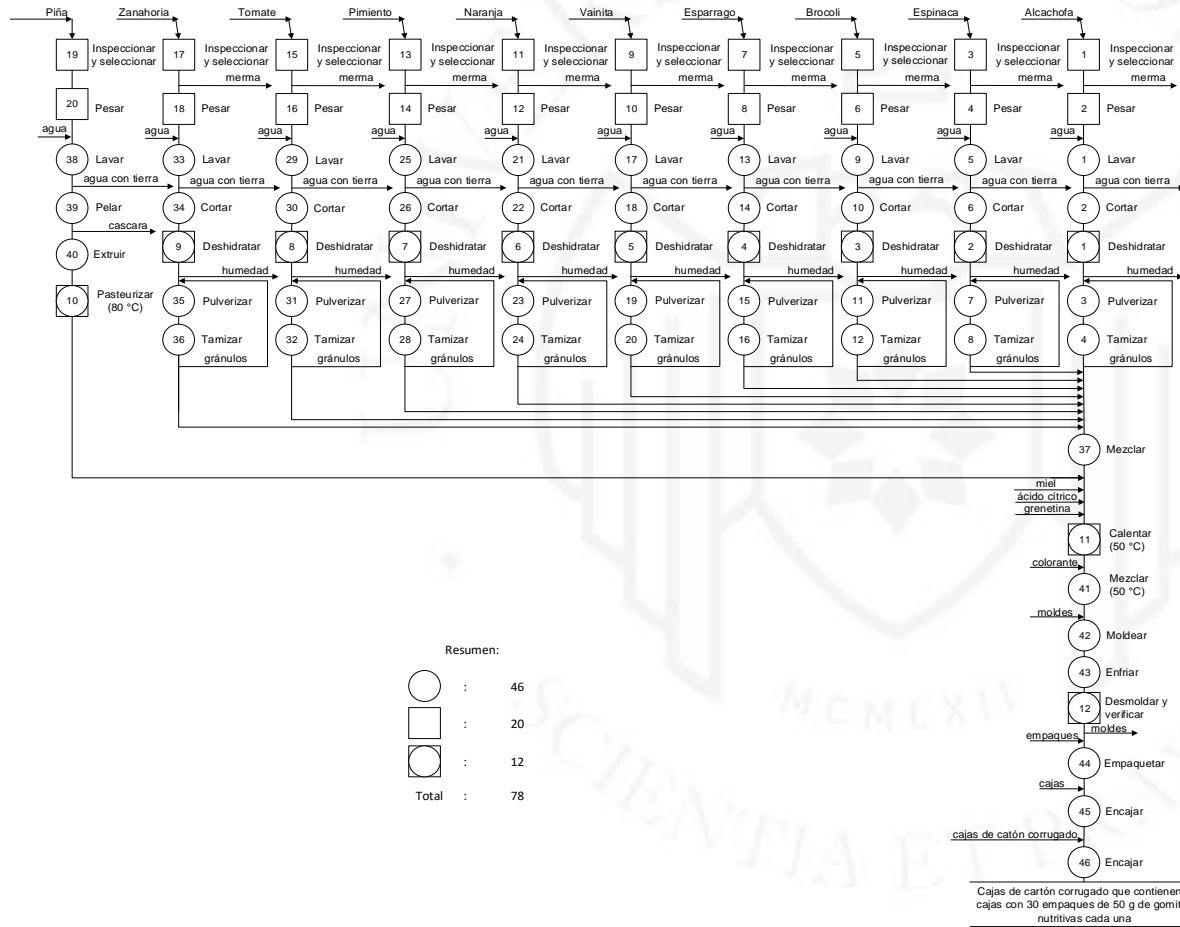 Piña Zanahoria Tomate Pimiento Naranja Vainita Esparrago Brocoli Espinaca Alcachofa
19 Inspeccionar 17 Inspeccionar 15 Inspeccionar 13 Inspeccionar 11 Inspeccionar 9 Inspeccionar 7 Inspeccionar 5 Inspeccionar 3 Inspeccionar 1 Inspeccionar
y seleccionar y seleccionar y seleccionar y seleccionar y seleccionar y seleccionar y seleccionar y seleccionar y seleccionar y seleccionar
merma merma merma merma merma merma merma merma merma
20 Pesar 18 Pesar 16 Pesar 14 Pesar 12 Pesar 10 Pesar 8 Pesar 6 Pesar 4 Pesar 2 Pesar
agua agua agua agua agua agua agua agua agua agua
38 Lavar 33 Lavar 29 Lavar 25 Lavar 21 Lavar 17 Lavar 13 Lavar 9 Lavar 5 Lavar 1 Lavar
agua con tierra agua con tierra agua con tierra agua con tierra agua con tierra agua con tierra agua con tierra agua con tierra agua con tierra agua con tierra
39 Pelar 34 Cortar 30 Cortar 26 Cortar 22 Cortar 18 Cortar 14 Cortar 10 Cortar 6 Cortar 2 Cortar
cascara
40 Extruir 9 Deshidratar 8 Deshidratar 7 Deshidratar 6 Deshidratar 5 Deshidratar 4 Deshidratar 3 Deshidratar 2 Deshidratar 1 Deshidratar
humedad humedad humedad humedad humedad humedad humedad humedad humedad
10 Pasteurizar 35 Pulverizar 31 Pulverizar 27 Pulverizar 23 Pulverizar 19 Pulverizar 15 Pulverizar 11 Pulverizar 7 Pulverizar 3 Pulverizar
(80 °C)
36 Tamizar 32 Tamizar 28 Tamizar 24 Tamizar 20 Tamizar 16 Tamizar 12 Tamizar 8 Tamizar 4 Tamizar
gránulos gránulos gránulos gránulos gránulos gránulos gránulos gránulos gránulos
37 Mezclar
miel
ácido cítrico
grenetina
11 Calentar
(50 °C)
colorante
41 Mezclar
(50 °C)
moldes
42 Moldear
43 Enfriar
12 Desmoldar y
verificar
moldes
empaques
44 Empaquetar
cajas
45 Encajar
cajas de catón corrugado
46 Encajar
Cajas de cartón corrugado que contienen
cajas con 30 empaques de 50 g de gomit
nutritivas cada una
Resumen:
: 46
: 20
: 12
Total : 78
MCMLXII
SCIENTIA ET